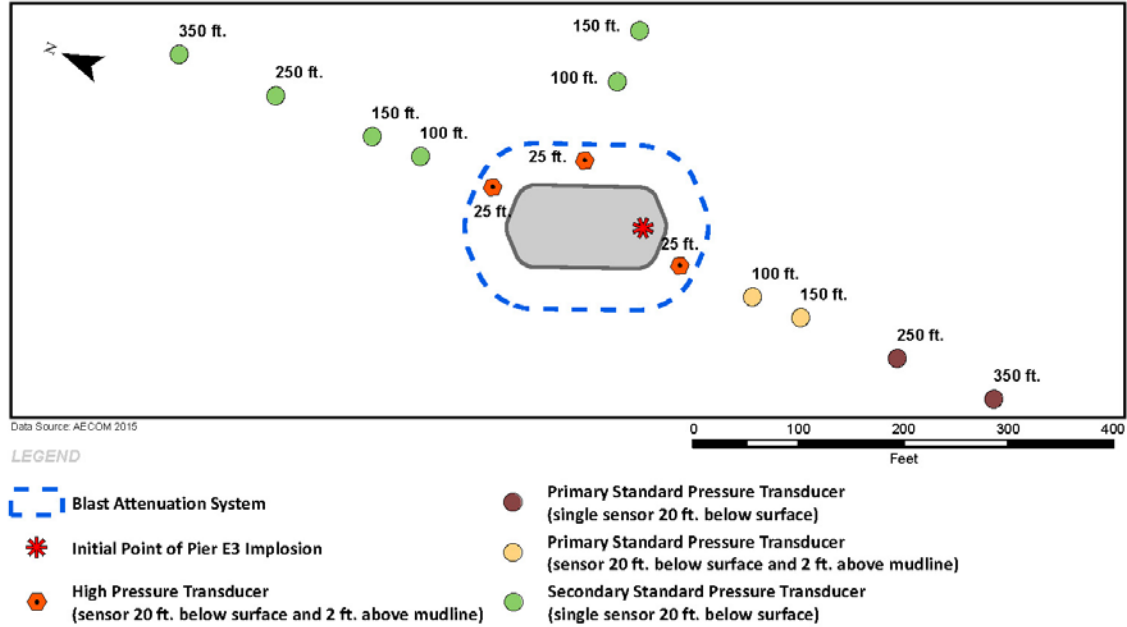 350 ft.
150 ft.
N
250 ft.
100 ft.
150 ft.
100 ft.
25 ft.
25 ft.
25 ft.
100 ft.
150 ft.
250 ft.
350 ft.
Data Source: AECOM 2015
0 100 200 300 400
Feet
LEGEND
Blast Attenuation System
Initial Point of Pier E3 Implosion
High Pressure Transducer
(sensor 20 ft. below surface and 2 ft. above mudline)
Primary Standard Pressure Transducer
(single sensor 20 ft. below surface)
Primary Standard Pressure Transducer
(sensor 20 ft. below surface and 2 ft. above mudline)
Secondary Standard Pressure Transducer
(single sensor 20 ft. below surface)